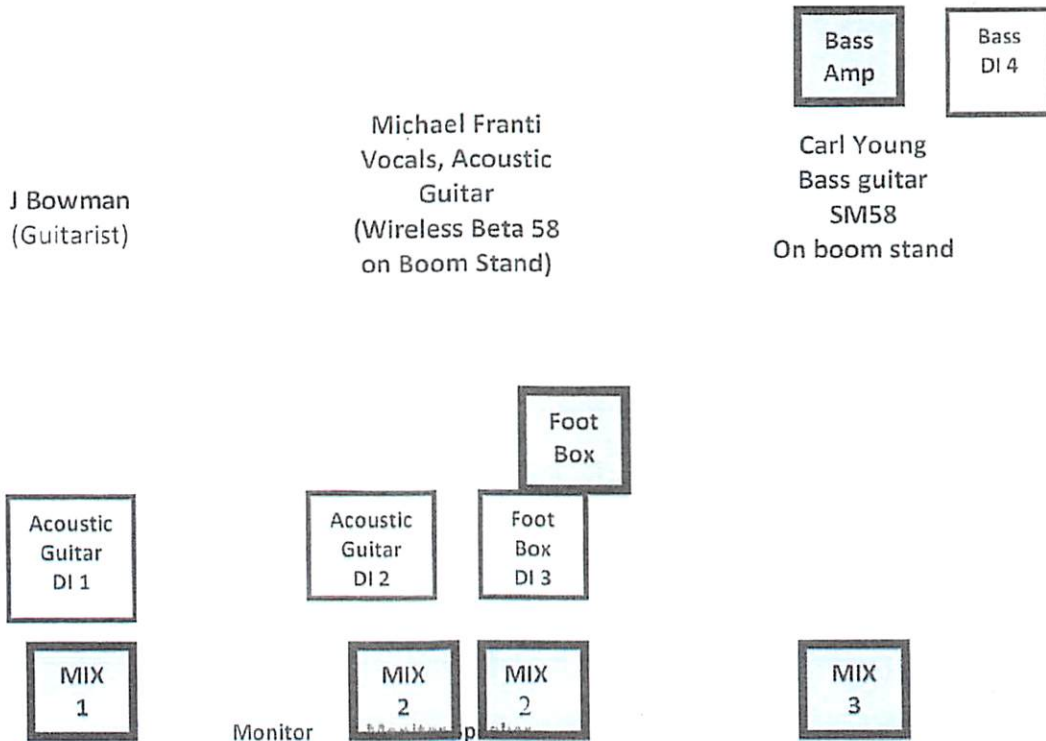 Bass
Amp
Bass
DI 4
Michael Franti
Vocals, Acoustic
Guitar
(Wireless Beta 58
on Boom Stand)
Carl Young
Bass guitar
SM58
On boom stand
J Bowman
(Guitarist)
Foot
Box
Acoustic
Guitar
DI 1
Acoustic
Guitar
DI 2
Foot
Box
DI 3
MIX
1
MIX
2
MIX
2
MIX
3
Monitor